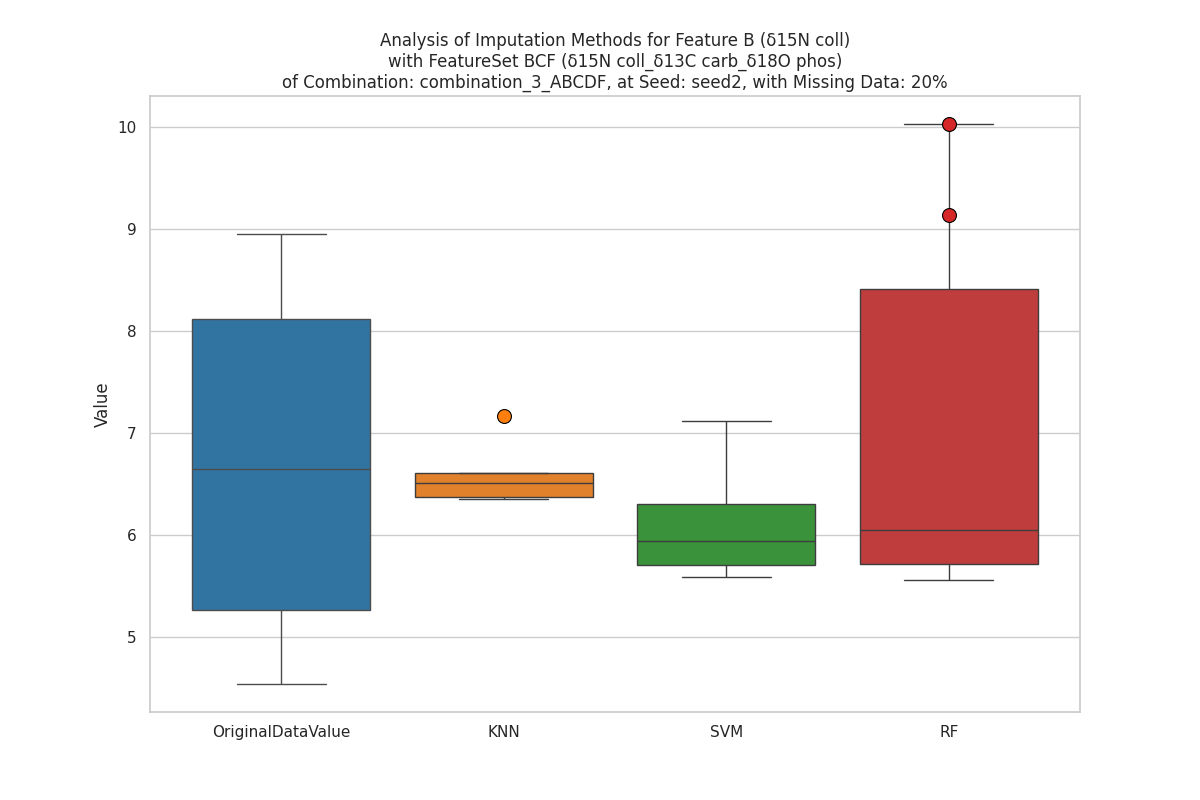 Analysis of Imputation Methods for Feature B (δ15N coll)
with FeatureSet BCF (δ15N coll_δ13C carb_δ18O phos)
of Combination: combination_3_ABCDF, at Seed: seed2, with Missing Data: 20%
10
9
8
7
6
5
Value
OriginalDataValue
KNN
SVM
RF